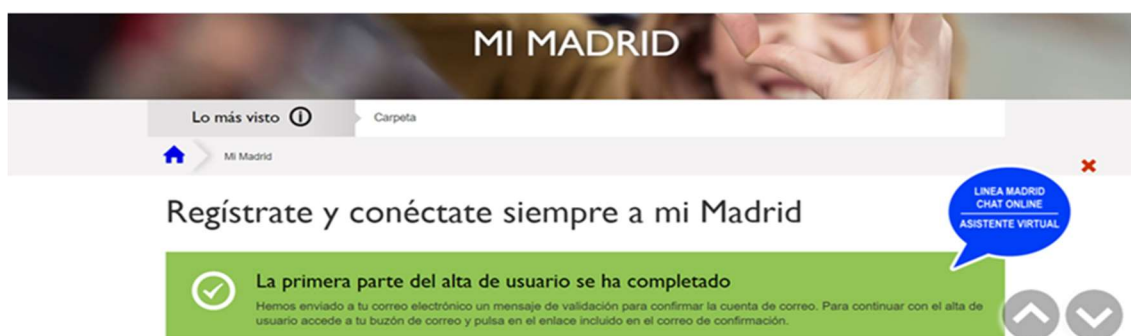 MI MADRID
Lo más visto
Carpeta
Mi Madrid
LINEA MADRID
CHAT ONLINE
ASISTENTE VIRTUAL
Regístrate y conéctate siempre a mi Madrid
La primera parte del alta de usuario se ha completado
Hemos enviado a tu correo electrónico un mensaje de validación para confirmar la cuenta de correo. Para continuar con el alta de
usuario accede a tu buzón de correo y pulsa en el enlace incluido en el correo de confirmación.